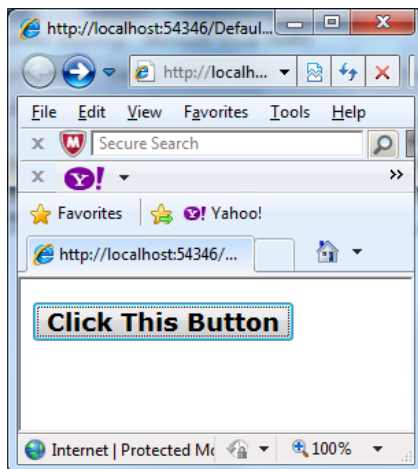 http://localhost:54346/Defaul...
http://localh...
File Edit View Favorites Tools Help
x Secure Search
x Y! »
Favorites Y! Yahoo!
http://localhost:54346/...
Click This Button
Internet | Protected Mo 100%